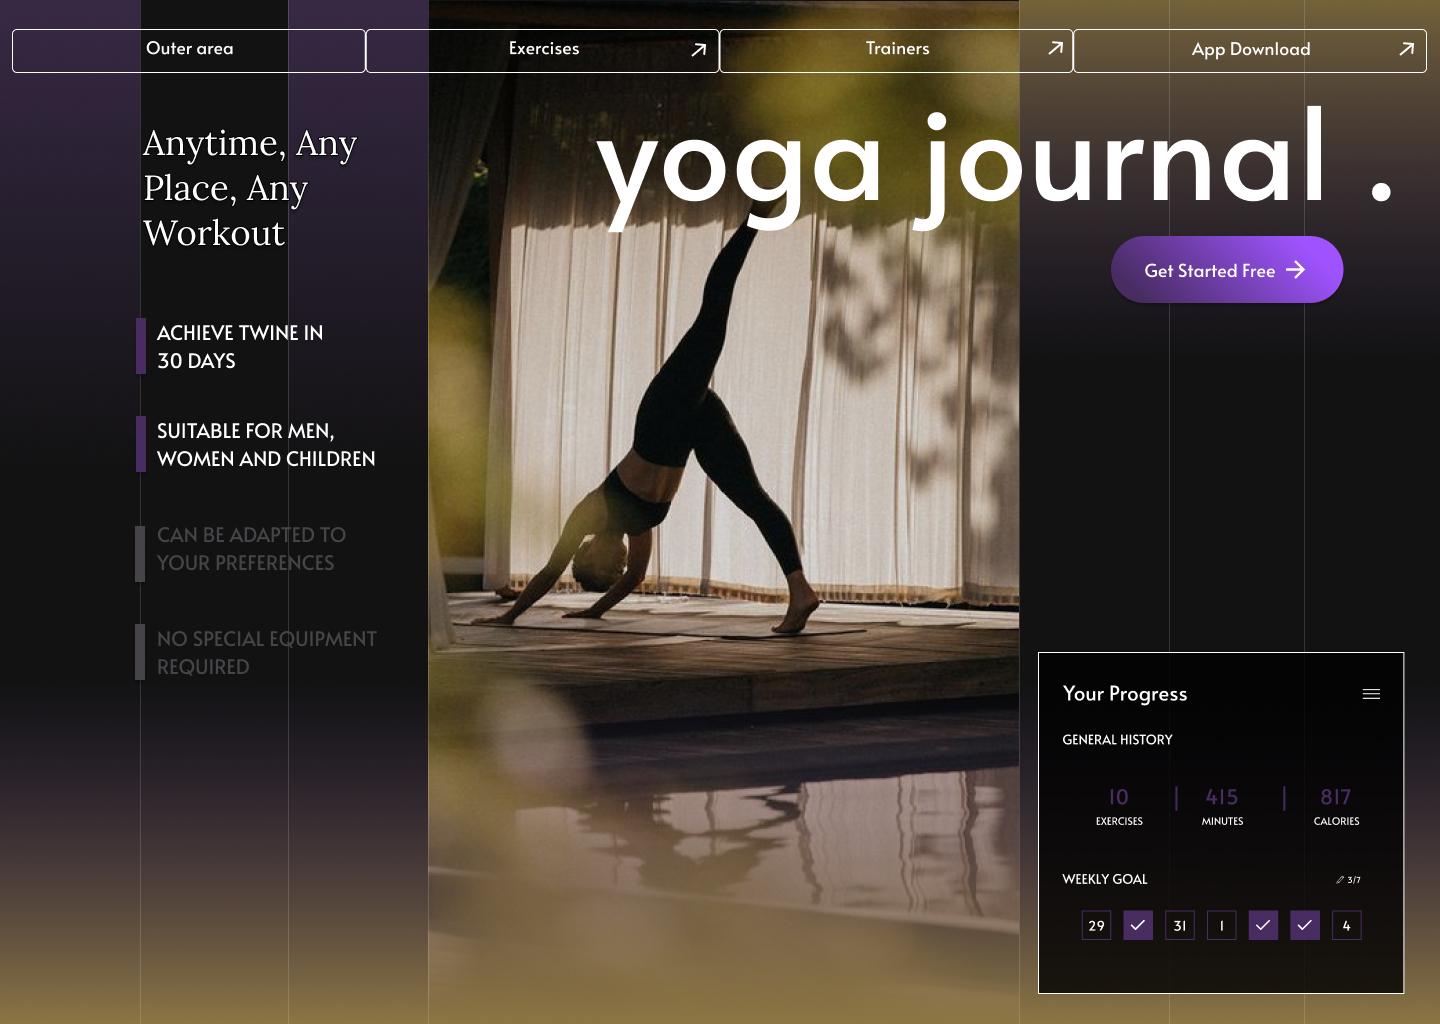 Outer area
Exercises
Trainers
App Download
yoga journal .
Anytime, Any
Place, Any
Workout
Get Started Free
ACHIEVE TWINE IN
30 DAYS
SUITABLE FOR MEN,
WOMEN AND CHILDREN
CAN BE ADAPTED TO
YOUR PREFERENCES
NO SPECIAL EQUIPMENT
REQUIRED
Your Progress
GENERAL HISTORY
10 415 817
EXERCISES MINUTES CALORIES
WEEKLY GOAL 3/7
29 31 1 4